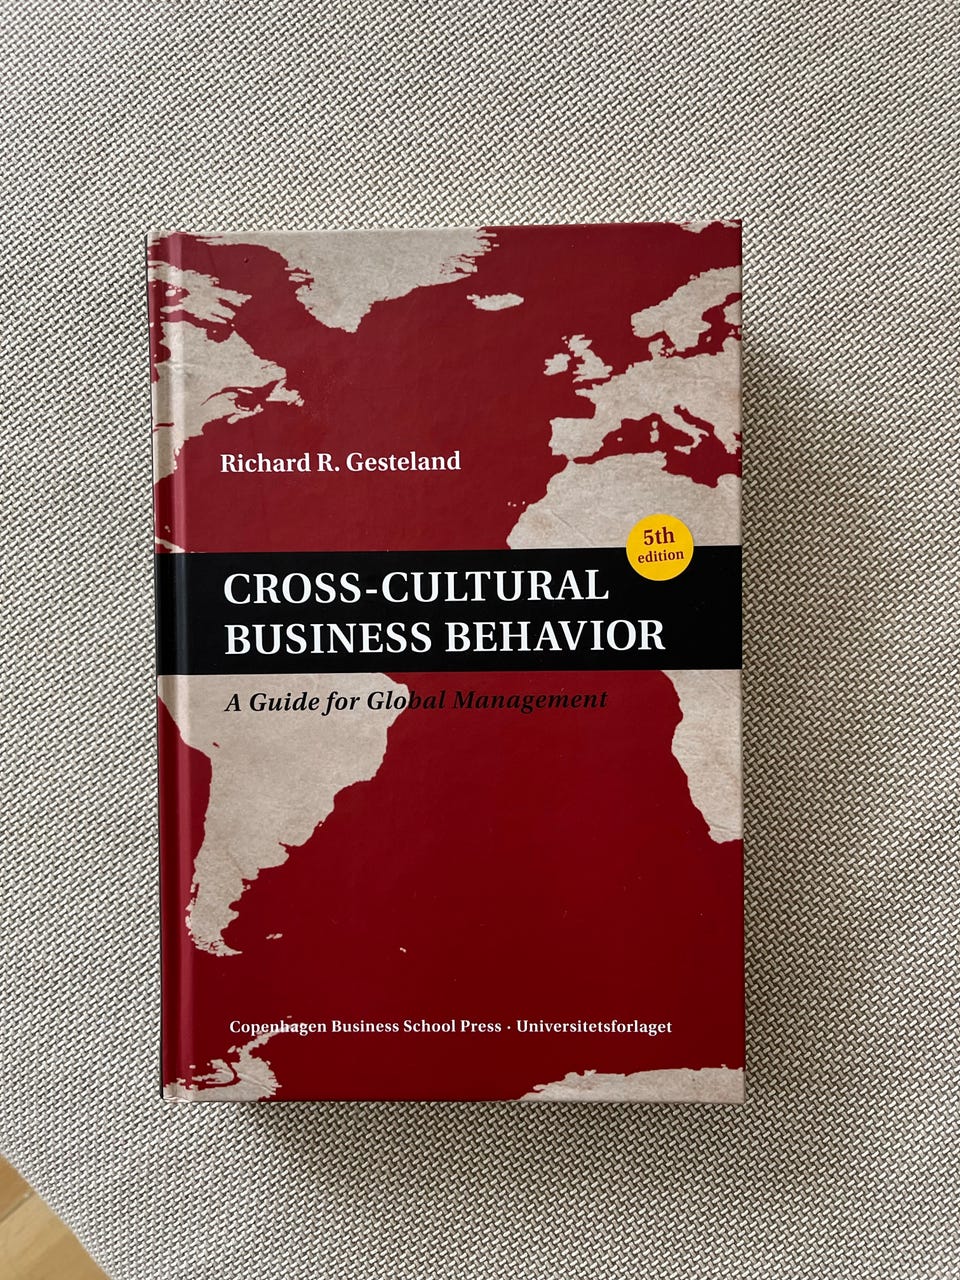 Richard R. Gesteland
5th
edition
CROSS-CULTURAL
BUSINESS BEHAVIOR
A Guide for Global Management
Copenhagen Business School Press · Universitetsforlaget